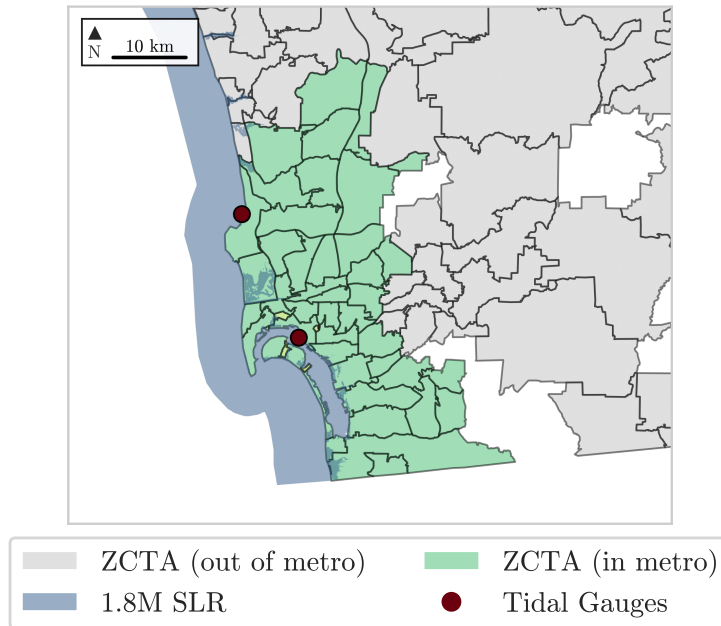 N
10 km
ZCTA (out of metro)
ZCTA (in metro)
1.8M SLR
Tidal Gauges